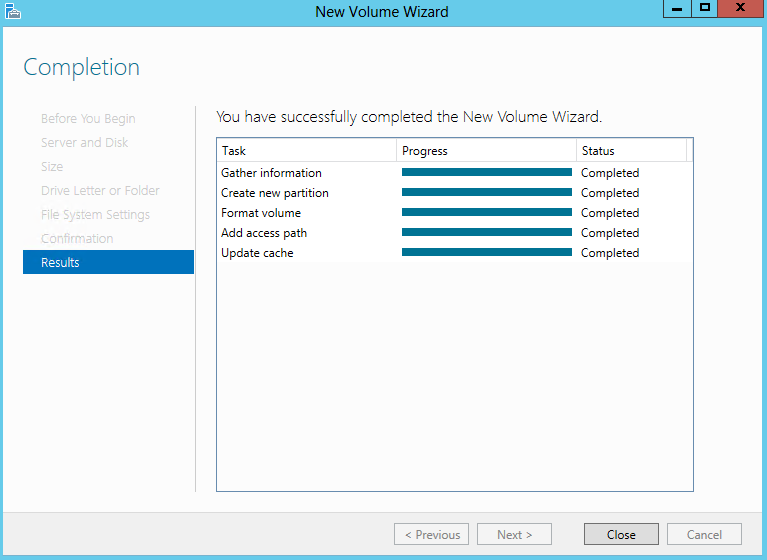 New Volume Wizard
Completion
Before You Begin
Server and Disk
Size
Drive Letter or Folder
File System Settings
Confirmation
Results
You have successfully completed the New Volume Wizard.
Task Progress Status
Gather information Completed
Create new partition Completed
Format volume Completed
Add access path Completed
Update cache Completed
< Previous Next > Close Cancel